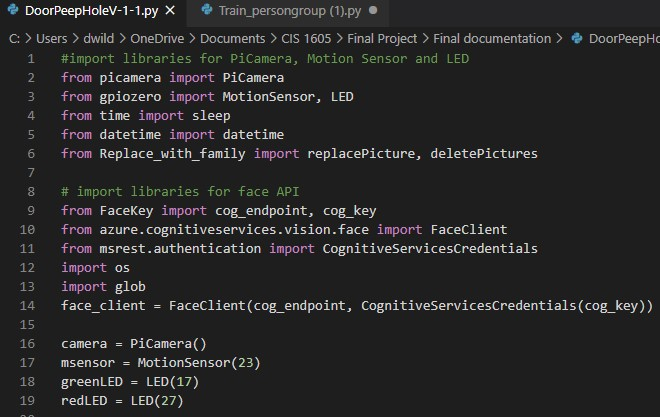 DoorPeepHoleV-1-1.py × Train_persongroup (1).py ●
C: > Users > dwild > OneDrive > Documents > CIS 1605 > Final Project > Final documentation > DoorPeepHo
1 #import libraries for PiCamera, Motion Sensor and LED
2 from picamera import PiCamera
3 from gpiozero import MotionSensor, LED
4 from time import sleep
5 from datetime import datetime
6 from Replace_with_family import replacePicture, deletePictures
7
8 # import libraries for face API
9 from FaceKey import cog_endpoint, cog_key
10 from azure.cognitiveservices.vision.face import FaceClient
11 from msrest.authentication import CognitiveServicesCredentials
12 import os
13 import glob
14 face_client = FaceClient(cog_endpoint, CognitiveServicesCredentials(cog_key))
15
16 camera = PiCamera()
17 msensor = MotionSensor(23)
18 greenLED = LED(17)
19 redLED = LED(27)